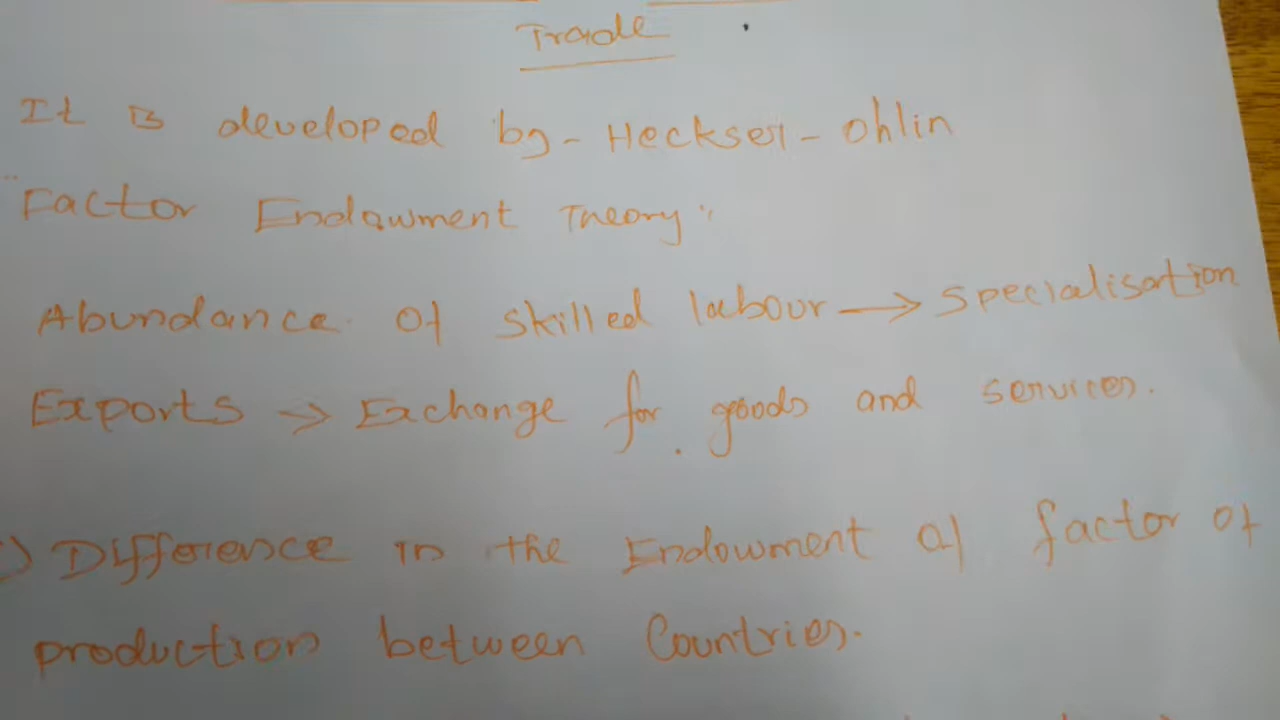 Trade
It is developed by - Heckser - Ohlin
"Factor Endowment Theory"
Abundance of skilled labour → Specialisation
Exports → Exchange for goods and services.
) Difference in the Endowment of factor of
production between Countries.